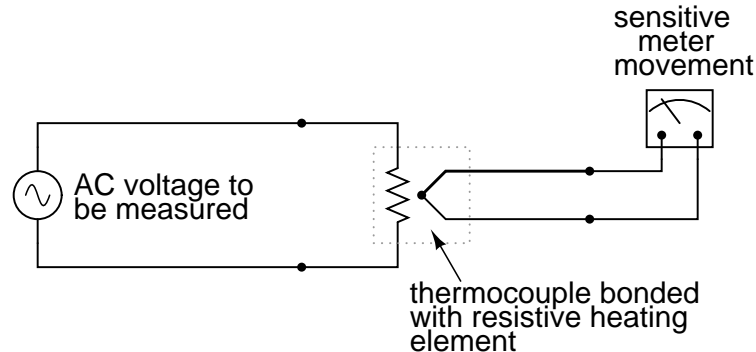 sensitive
meter
movement
AC voltage to
be measured
thermocouple bonded
with resistive heating
element